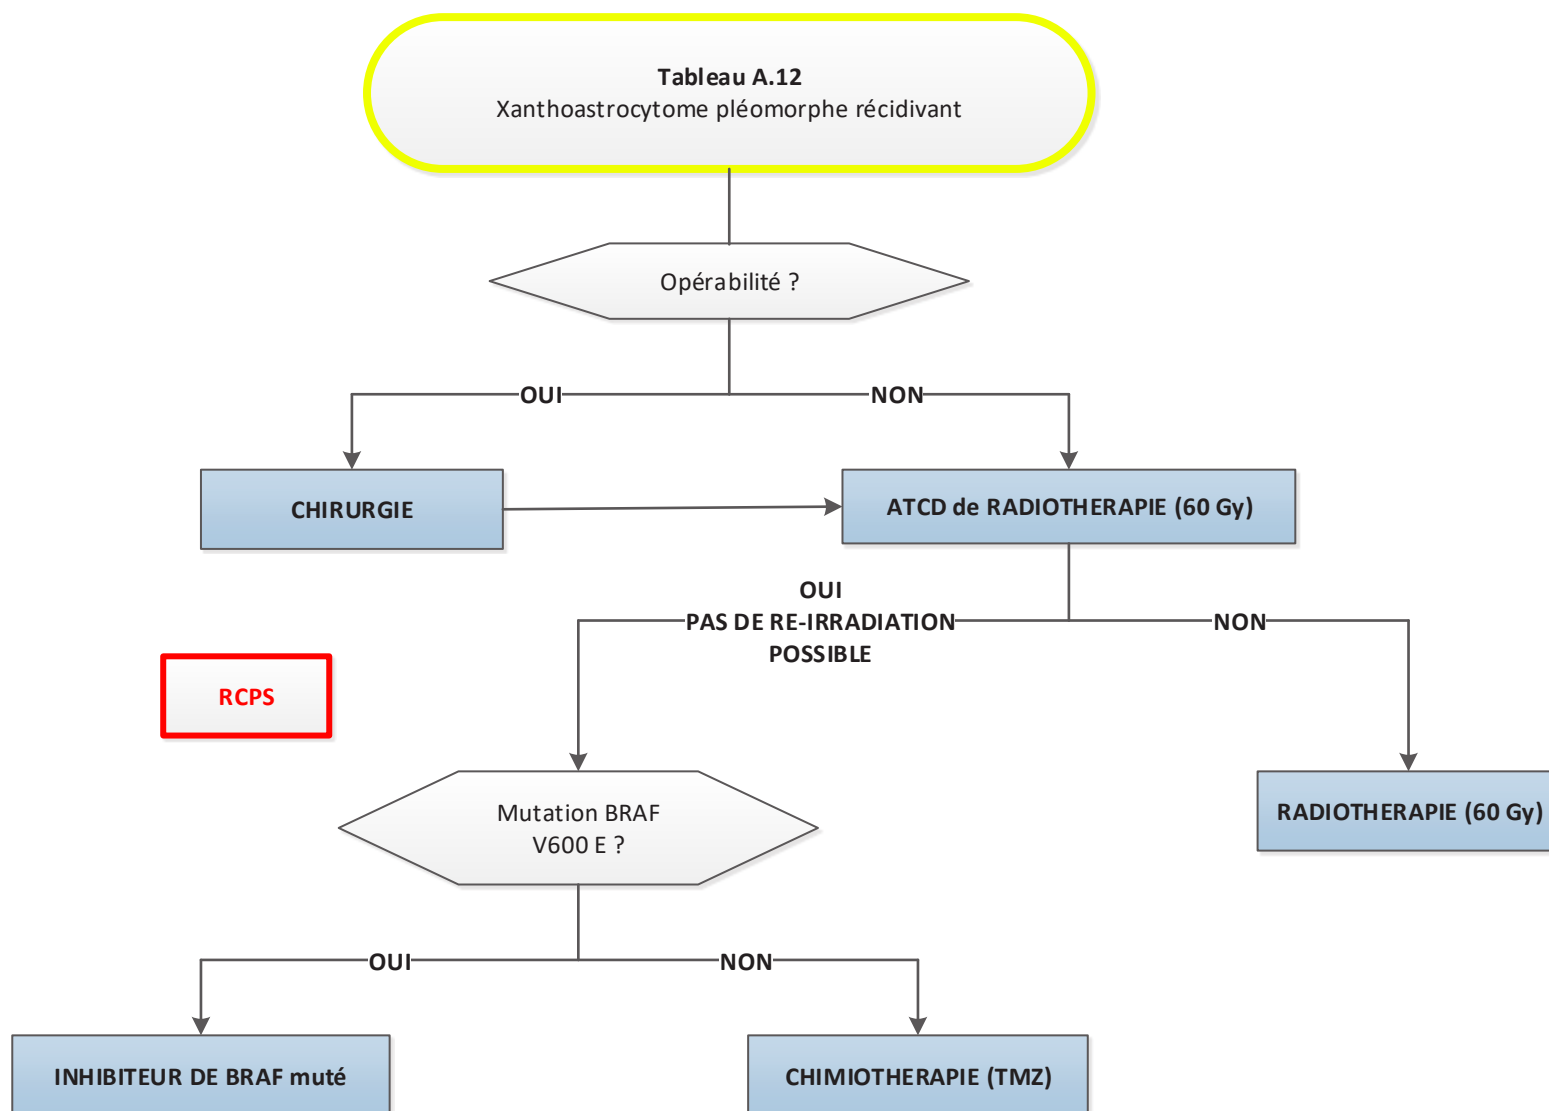 Tableau A.12
Xanthoastrocytome pléomorphe récidivant
Opérabilité ?
OUI
NON
CHIRURGIE
ATCD de RADIOTHERAPIE (60 Gy)
OUI
PAS DE RE-IRRADIATION
POSSIBLE
NON
RCPS
Mutation BRAF
V600 E ?
RADIOTHERAPIE (60 Gy)
OUI
NON
INHIBITEUR DE BRAF muté
CHIMIOTHERAPIE (TMZ)